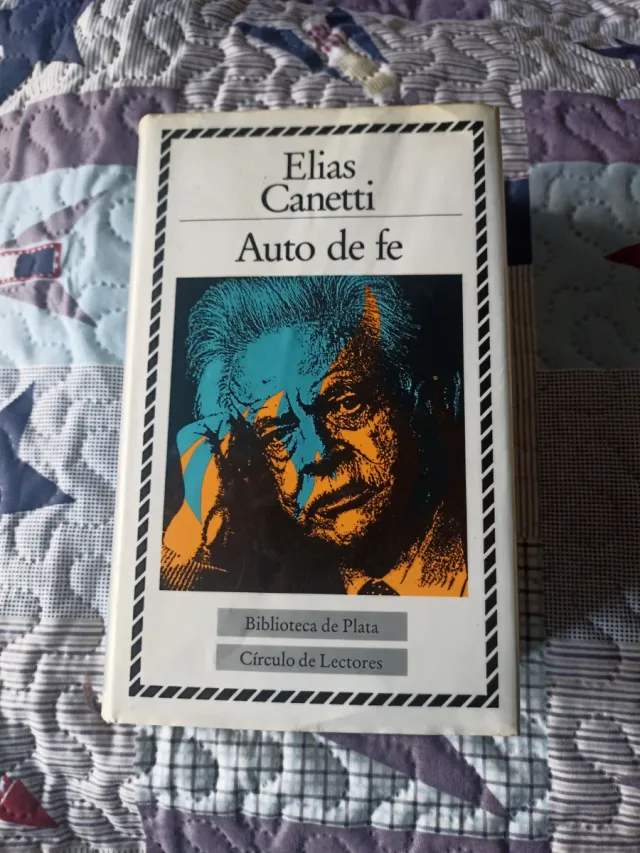 Elias
Canetti
Auto de fe
Biblioteca de Plata
Círculo de Lectores